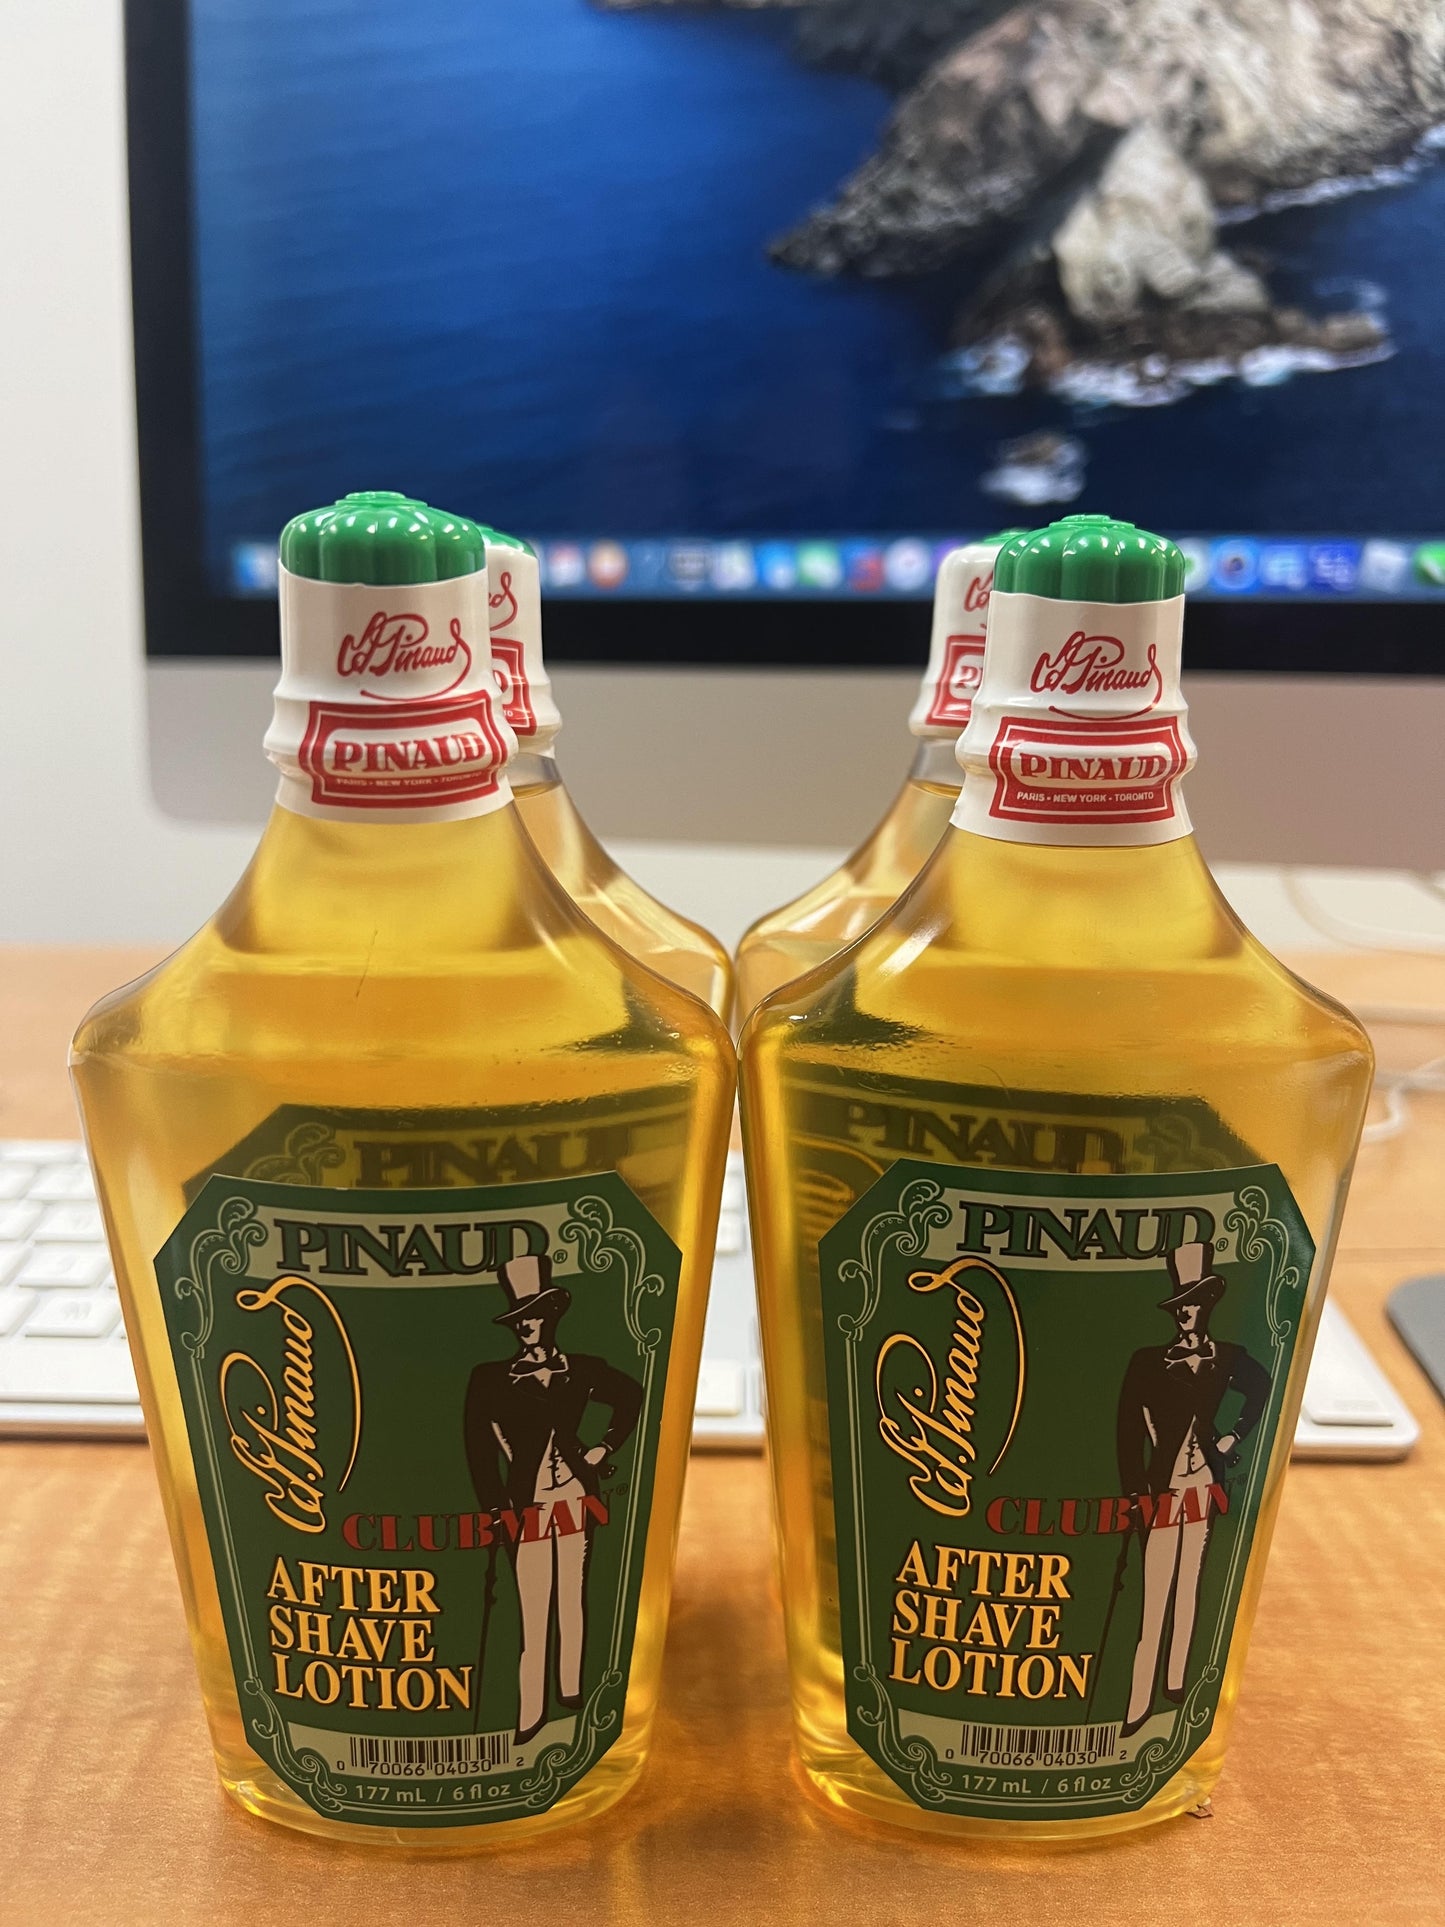 Ed. Pinaud
PINAUD
PARIS • NEW YORK • TORONTO
PINAUD®
Ed. Pinaud
CLUBMAN®
AFTER
SHAVE
LOTION
0 70066 04030 2
177 mL / 6 fl oz
Ed. Pinaud
PINAUD
PARIS • NEW YORK • TORONTO
PINAUD®
Ed. Pinaud
CLUBMAN®
AFTER
SHAVE
LOTION
0 70066 04030 2
177 mL / 6 fl oz
PINAUD
PINAUD